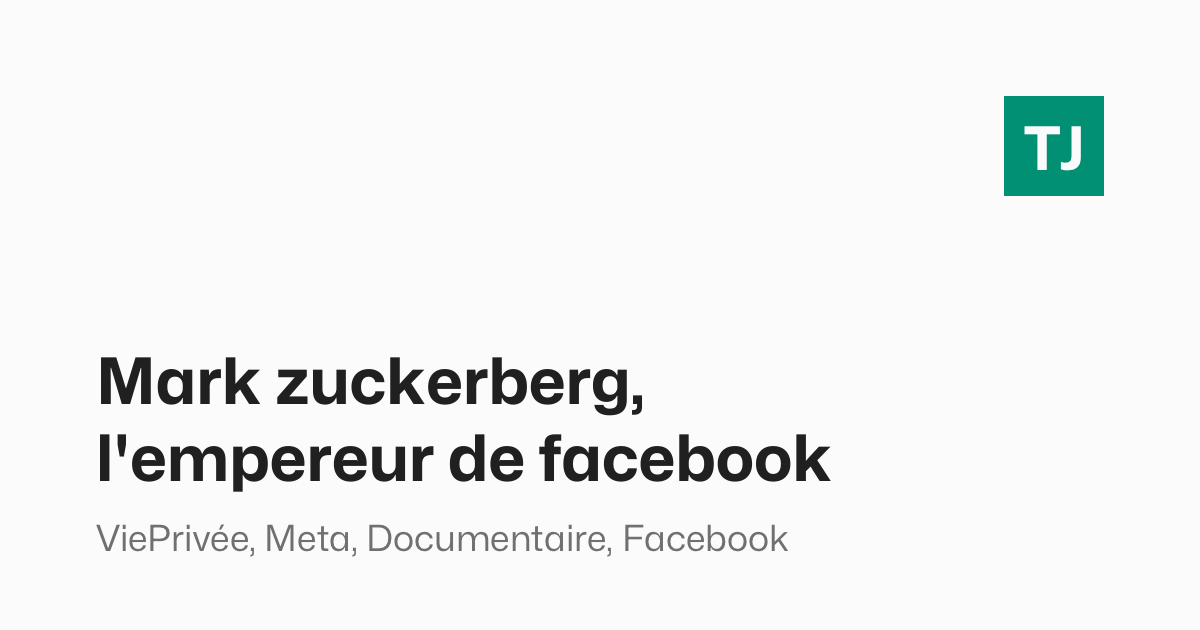 TJ
Mark zuckerberg,
l'empereur de facebook
ViePrivée, Meta, Documentaire, Facebook